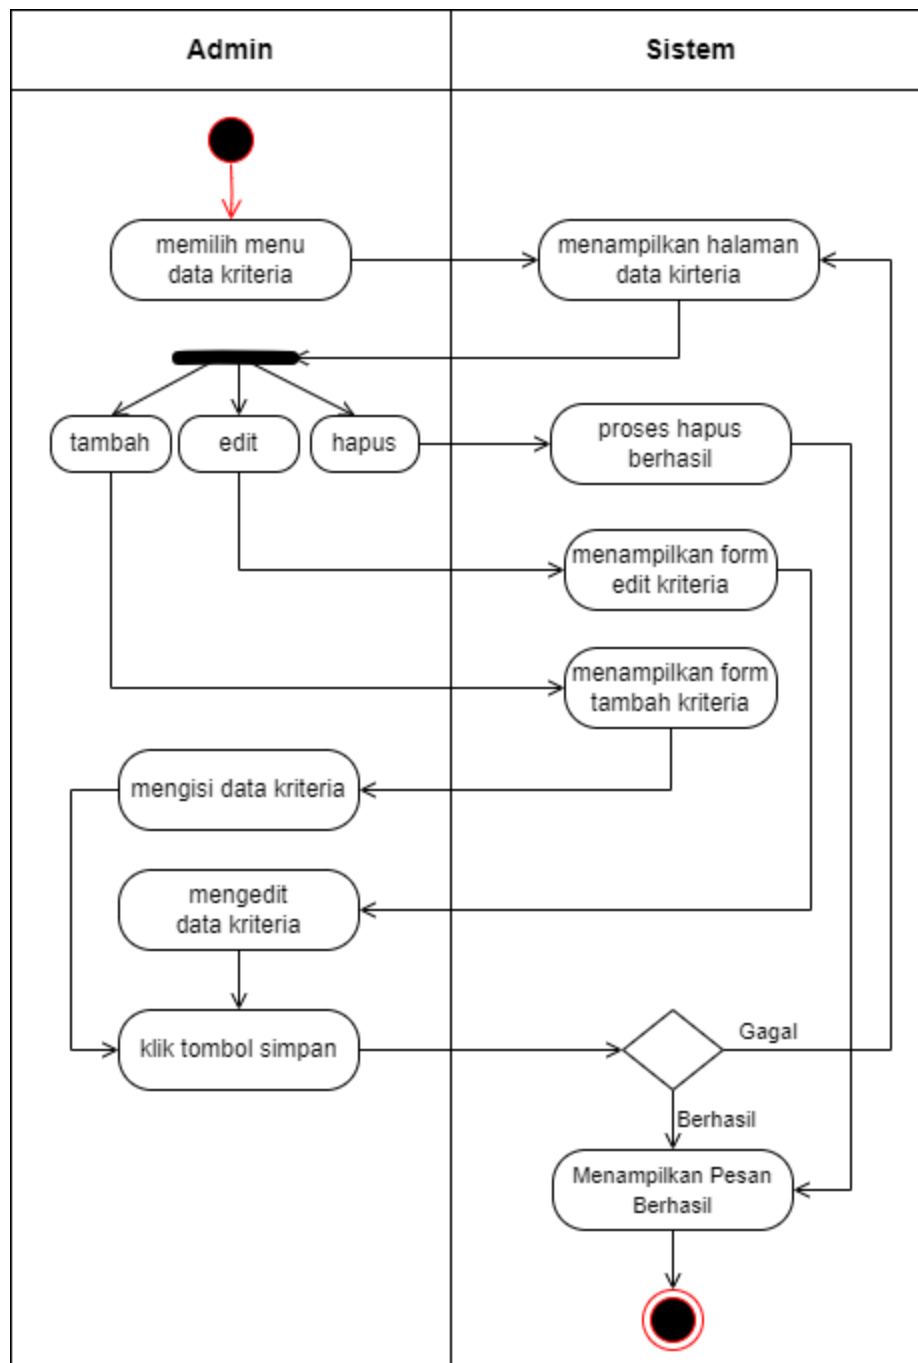 Admin
Sistem
memilih menu
data kriteria
menampilkan halaman
data kirteria
tambah
edit
hapus
proses hapus
berhasil
menampilkan form
edit kriteria
menampilkan form
tambah kriteria
mengisi data kriteria
mengedit
data kriteria
klik tombol simpan
Gagal
Berhasil
Menampilkan Pesan
Berhasil